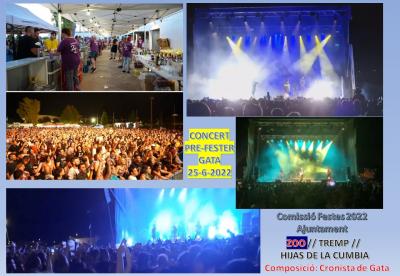 CONCERT
PRE-FESTER
GATA
25-6-2022
Comissió Festes 2022
Ajuntament
ZOO // TREMP //
HIJAS DE LA CUMBIA
Composició: Cronista de Gata